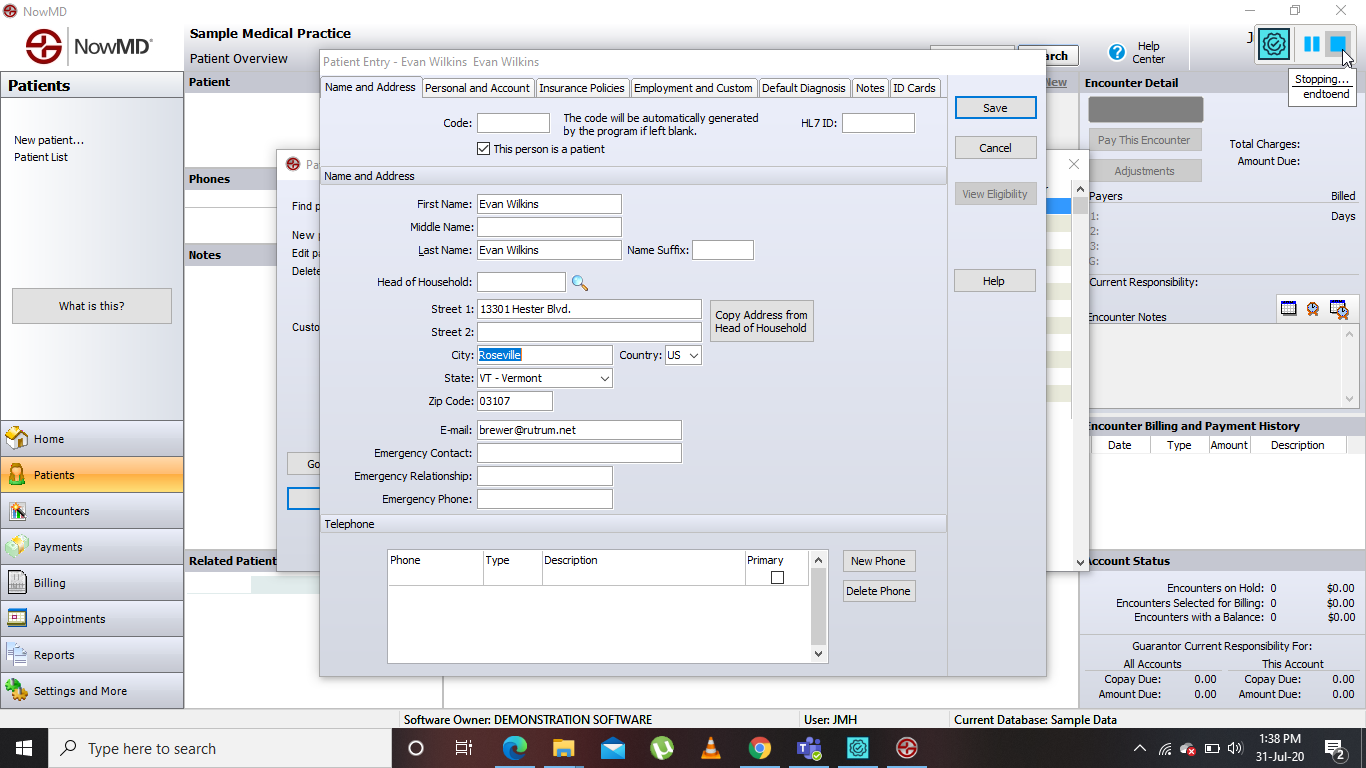 NowMD
NowMD®
Sample Medical Practice
Patient Overview
Help
Center
Stopping...
endtoend
Patients
New patient...
Patient List
What is this?
Home
Patients
Encounters
Payments
Billing
Appointments
Reports
Settings and More
Patient
Phones
Notes
Related Patient
New
Find p
New p
Edit pa
Delete
Custo
Go
Patient Entry - Evan Wilkins Evan Wilkins
Name and Address
Personal and Account
Insurance Policies
Employment and Custom
Default Diagnosis
Notes
ID Cards
Code:
The code will be automatically generated
by the program if left blank.
HL7 ID:
This person is a patient
Name and Address
First Name: Evan Wilkins
Middle Name:
Last Name: Evan Wilkins
Name Suffix:
Head of Household:
Street 1: 13301 Hester Blvd.
Street 2:
Copy Address from
Head of Household
City: Roseville
Country: US
State: VT - Vermont
Zip Code: 03107
E-mail: brewer@rutrum.net
Emergency Contact:
Emergency Relationship:
Emergency Phone:
Telephone
Phone Type Description Primary
New Phone
Delete Phone
Save
Cancel
View Eligibility
Help
Encounter Detail
Pay This Encounter
Adjustments
Total Charges:
Amount Due:
Payers Billed
1: Days
2:
3:
G:
Current Responsibility:
Encounter Notes
Encounter Billing and Payment History
Date Type Amount Description
Account Status
Encounters on Hold: 0 $0.00
Encounters Selected for Billing: 0 $0.00
Encounters with a Balance: 0 $0.00
Guarantor Current Responsibility For:
All Accounts This Account
Copay Due: 0.00 Copay Due: 0.00
Amount Due: 0.00 Amount Due: 0.00
Software Owner: DEMONSTRATION SOFTWARE
User: JMH
Current Database: Sample Data
Type here to search
1:38 PM
31-Jul-20
2